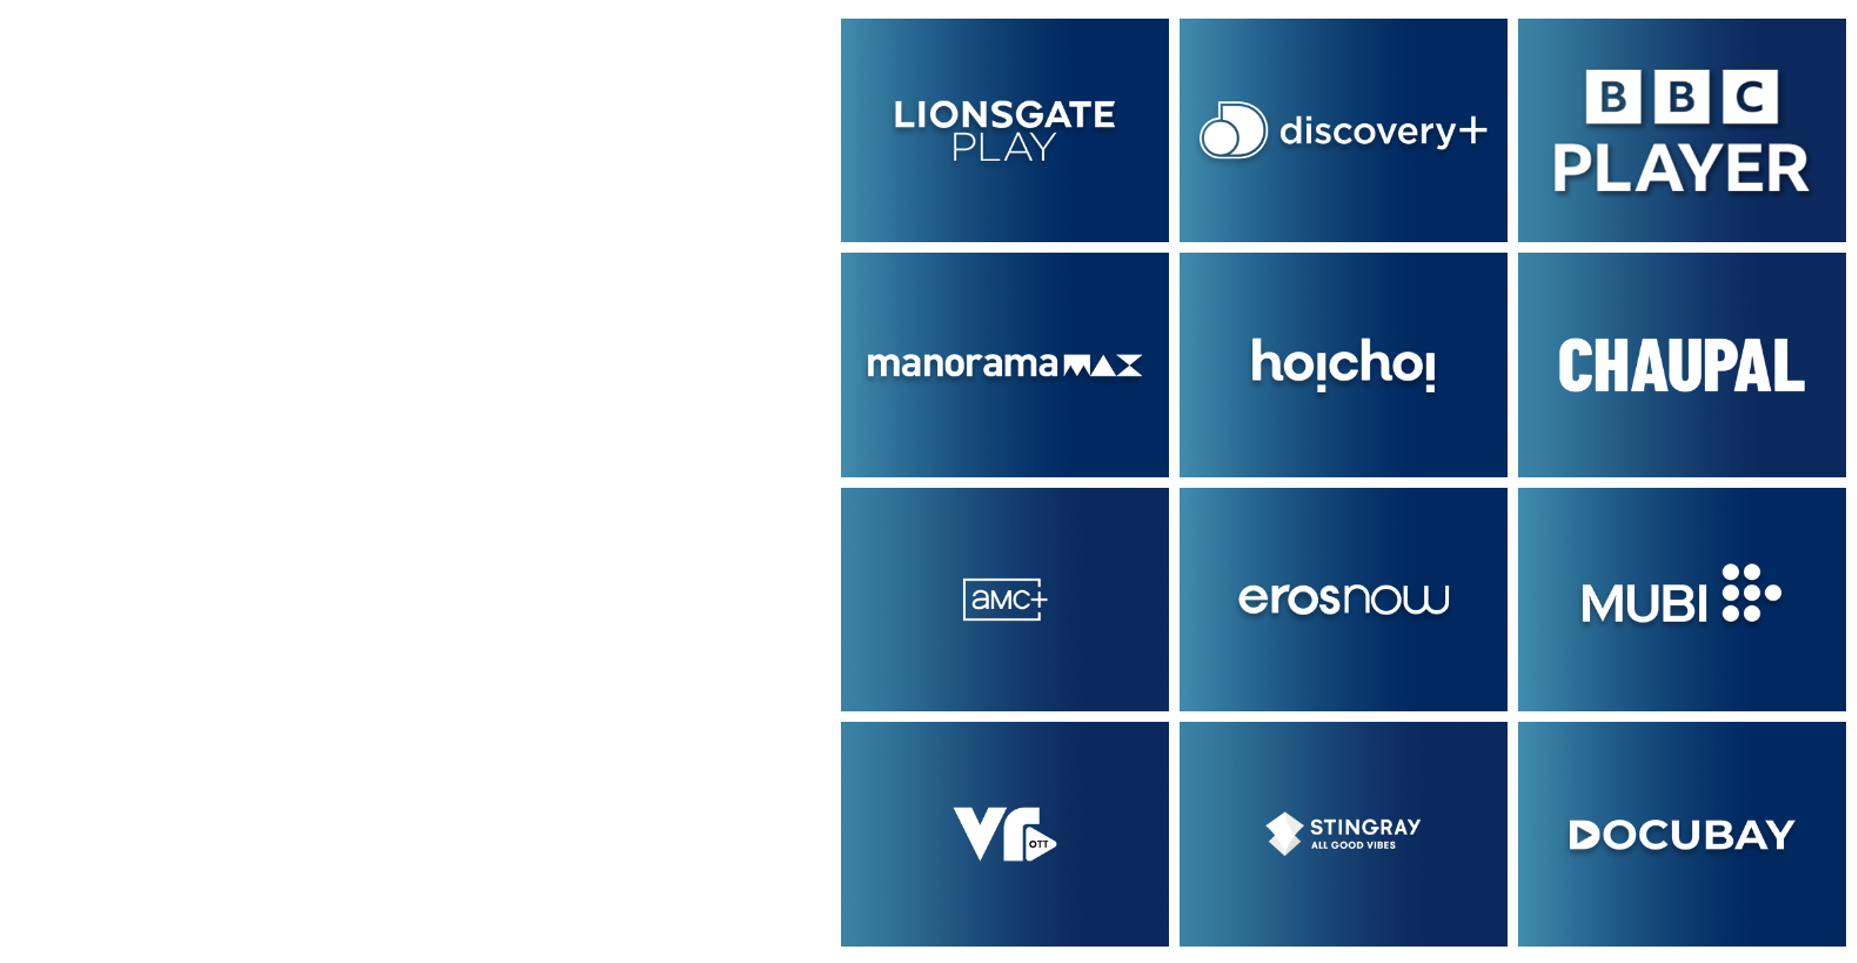 LIONSGATE
PLAY
discovery+
BBC
PLAYER
manoramaMAX
hoichoi
CHAUPAL
aMC+
erosnow
MUBI
vr
OTT
STINGRAY
ALL GOOD VIBES
DOCUBAY